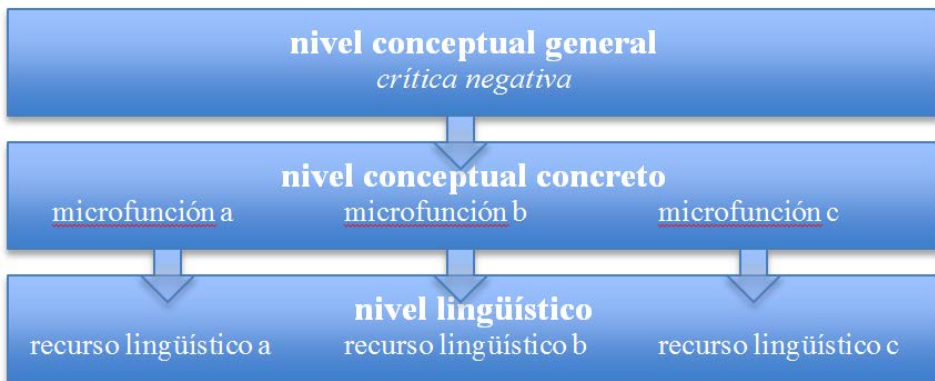 nivel conceptual general
crítica negativa
nivel conceptual concreto
microfunción a microfunción b microfunción c
nivel lingüístico
recurso lingüístico a recurso lingüístico b recurso lingüístico c